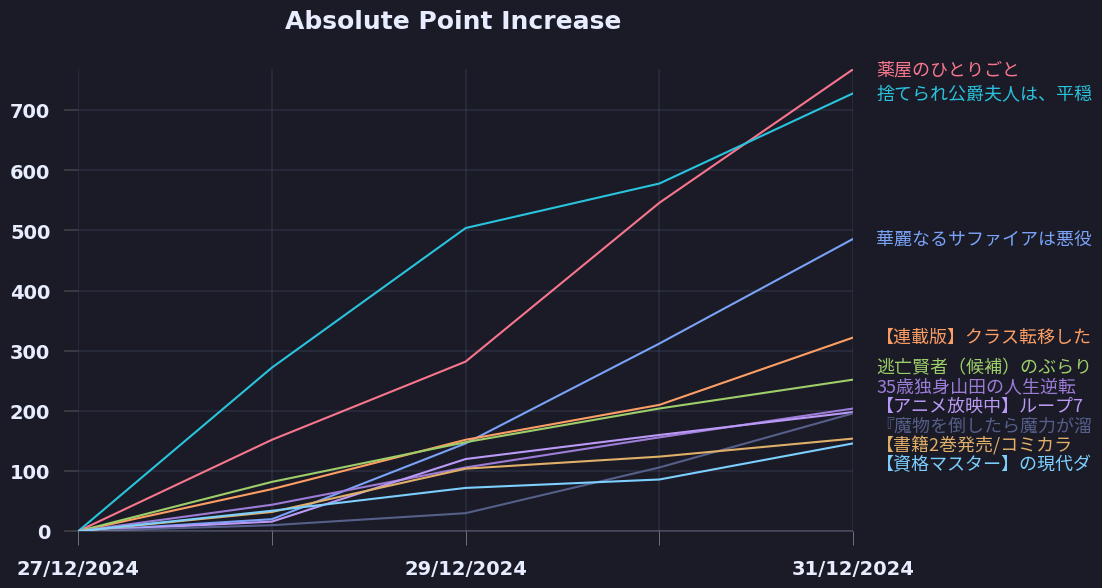 Absolute Point Increase
700
600
500
400
300
200
100
0
27/12/2024
29/12/2024
31/12/2024
薬屋のひとりごと
捨てられ公爵夫人は、平穏
華麗なるサファイアは悪役
【連載版】クラス転移した
逃亡賢者（候補）のぶらり
35歳独身山田の人生逆転
【アニメ放映中】ループ7
『魔物を倒したら魔力が溜
【書籍2巻発売/コミカラ
【資格マスター】の現代ダ